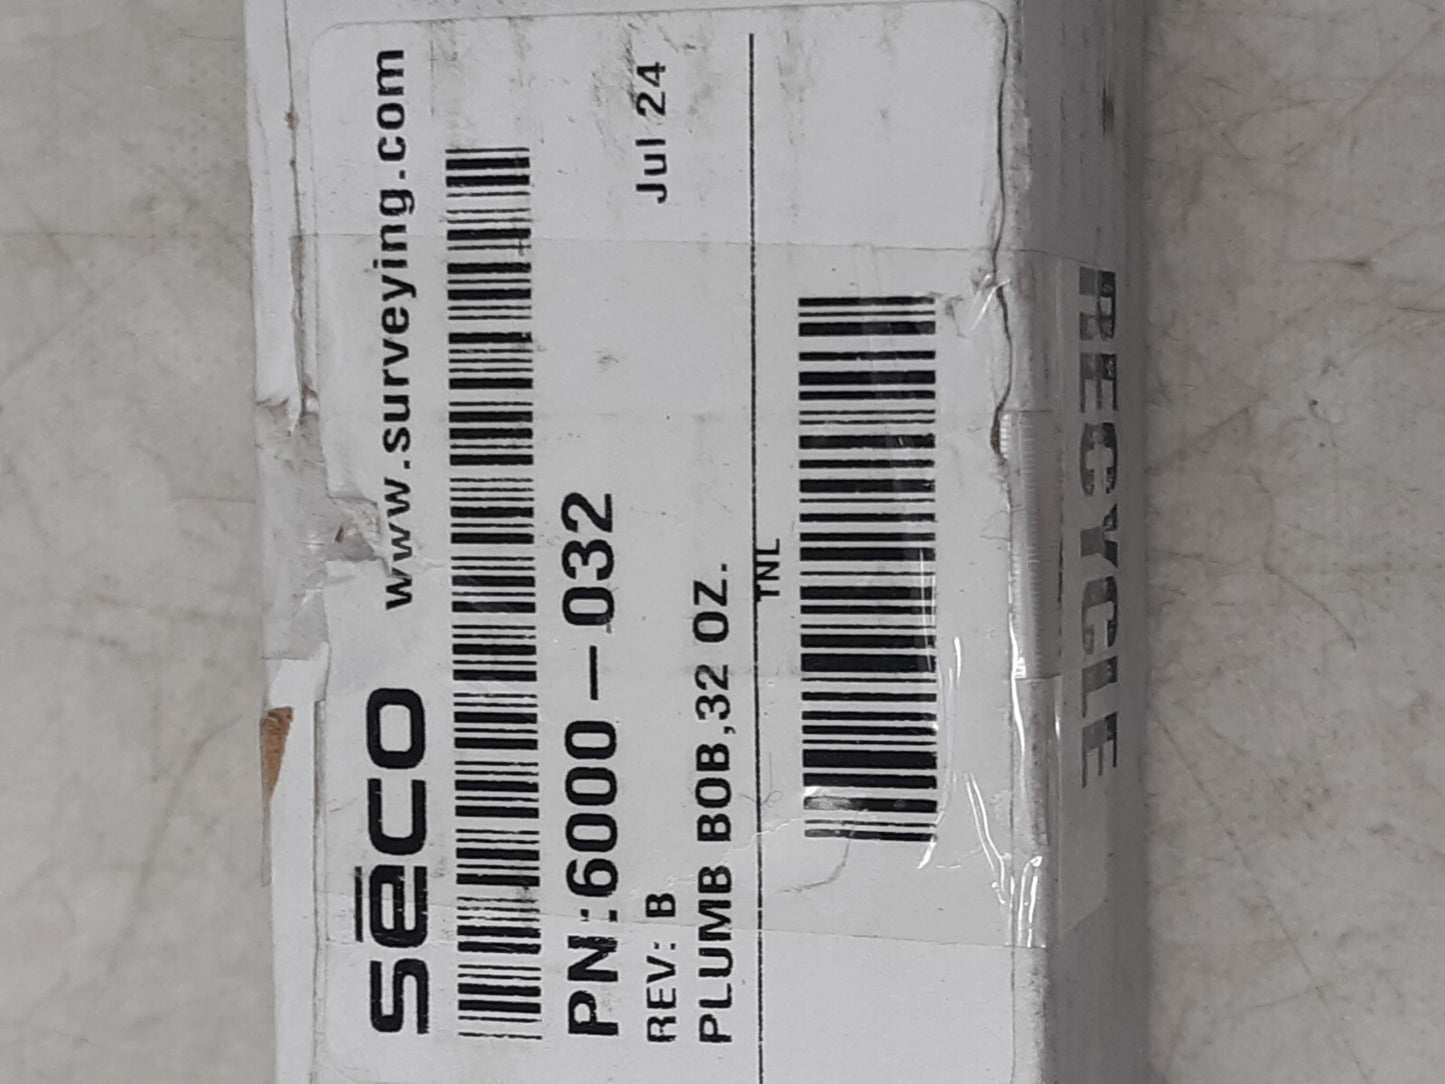 sēco www.surveying.com
PN:6000-032
REV: B Jul 24
PLUMB BOB,32 OZ.
TNL
RECYCLE